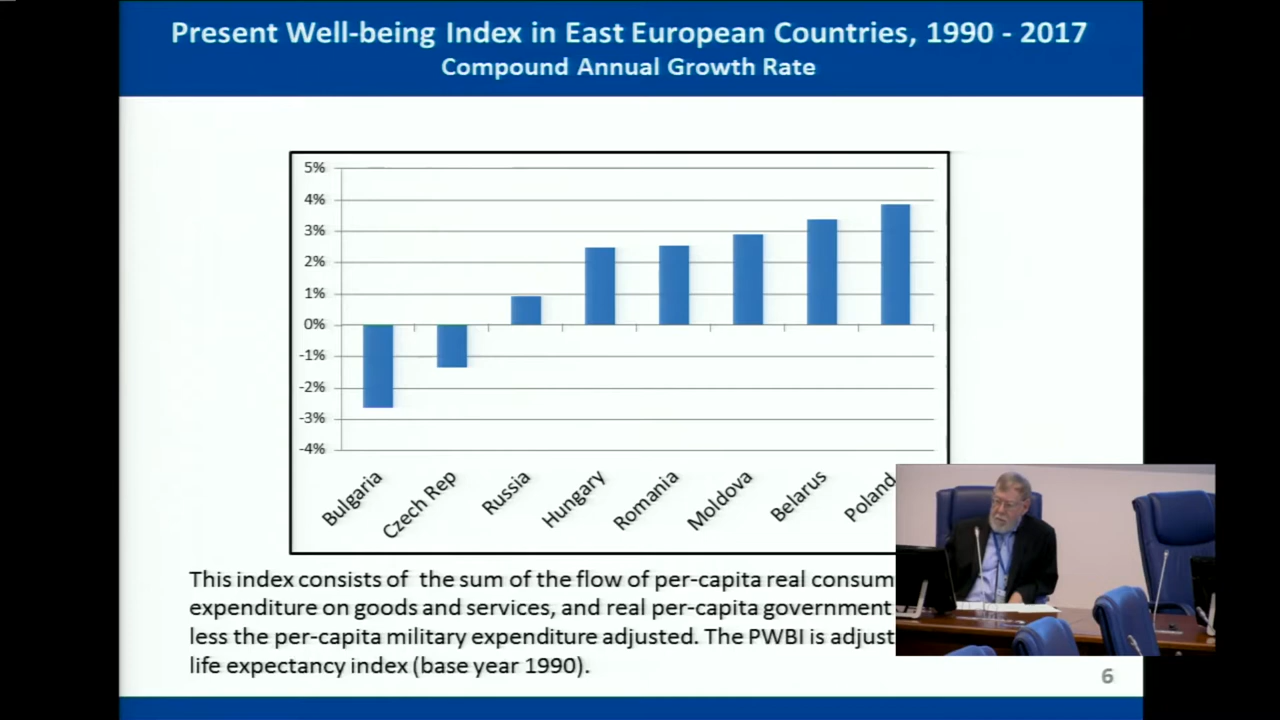 Present Well-being Index in East European Countries, 1990 - 2017
Compound Annual Growth Rate
5%
4%
3%
2%
1%
0%
-1%
-2%
-3%
-4%
Bulgaria
Czech Rep
Russia
Hungary
Romania
Moldova
Belarus
Poland
This index consists of the sum of the flow of per-capita real consum
expenditure on goods and services, and real per-capita government
less the per-capita military expenditure adjusted. The PWBI is adjust
life expectancy index (base year 1990).
6